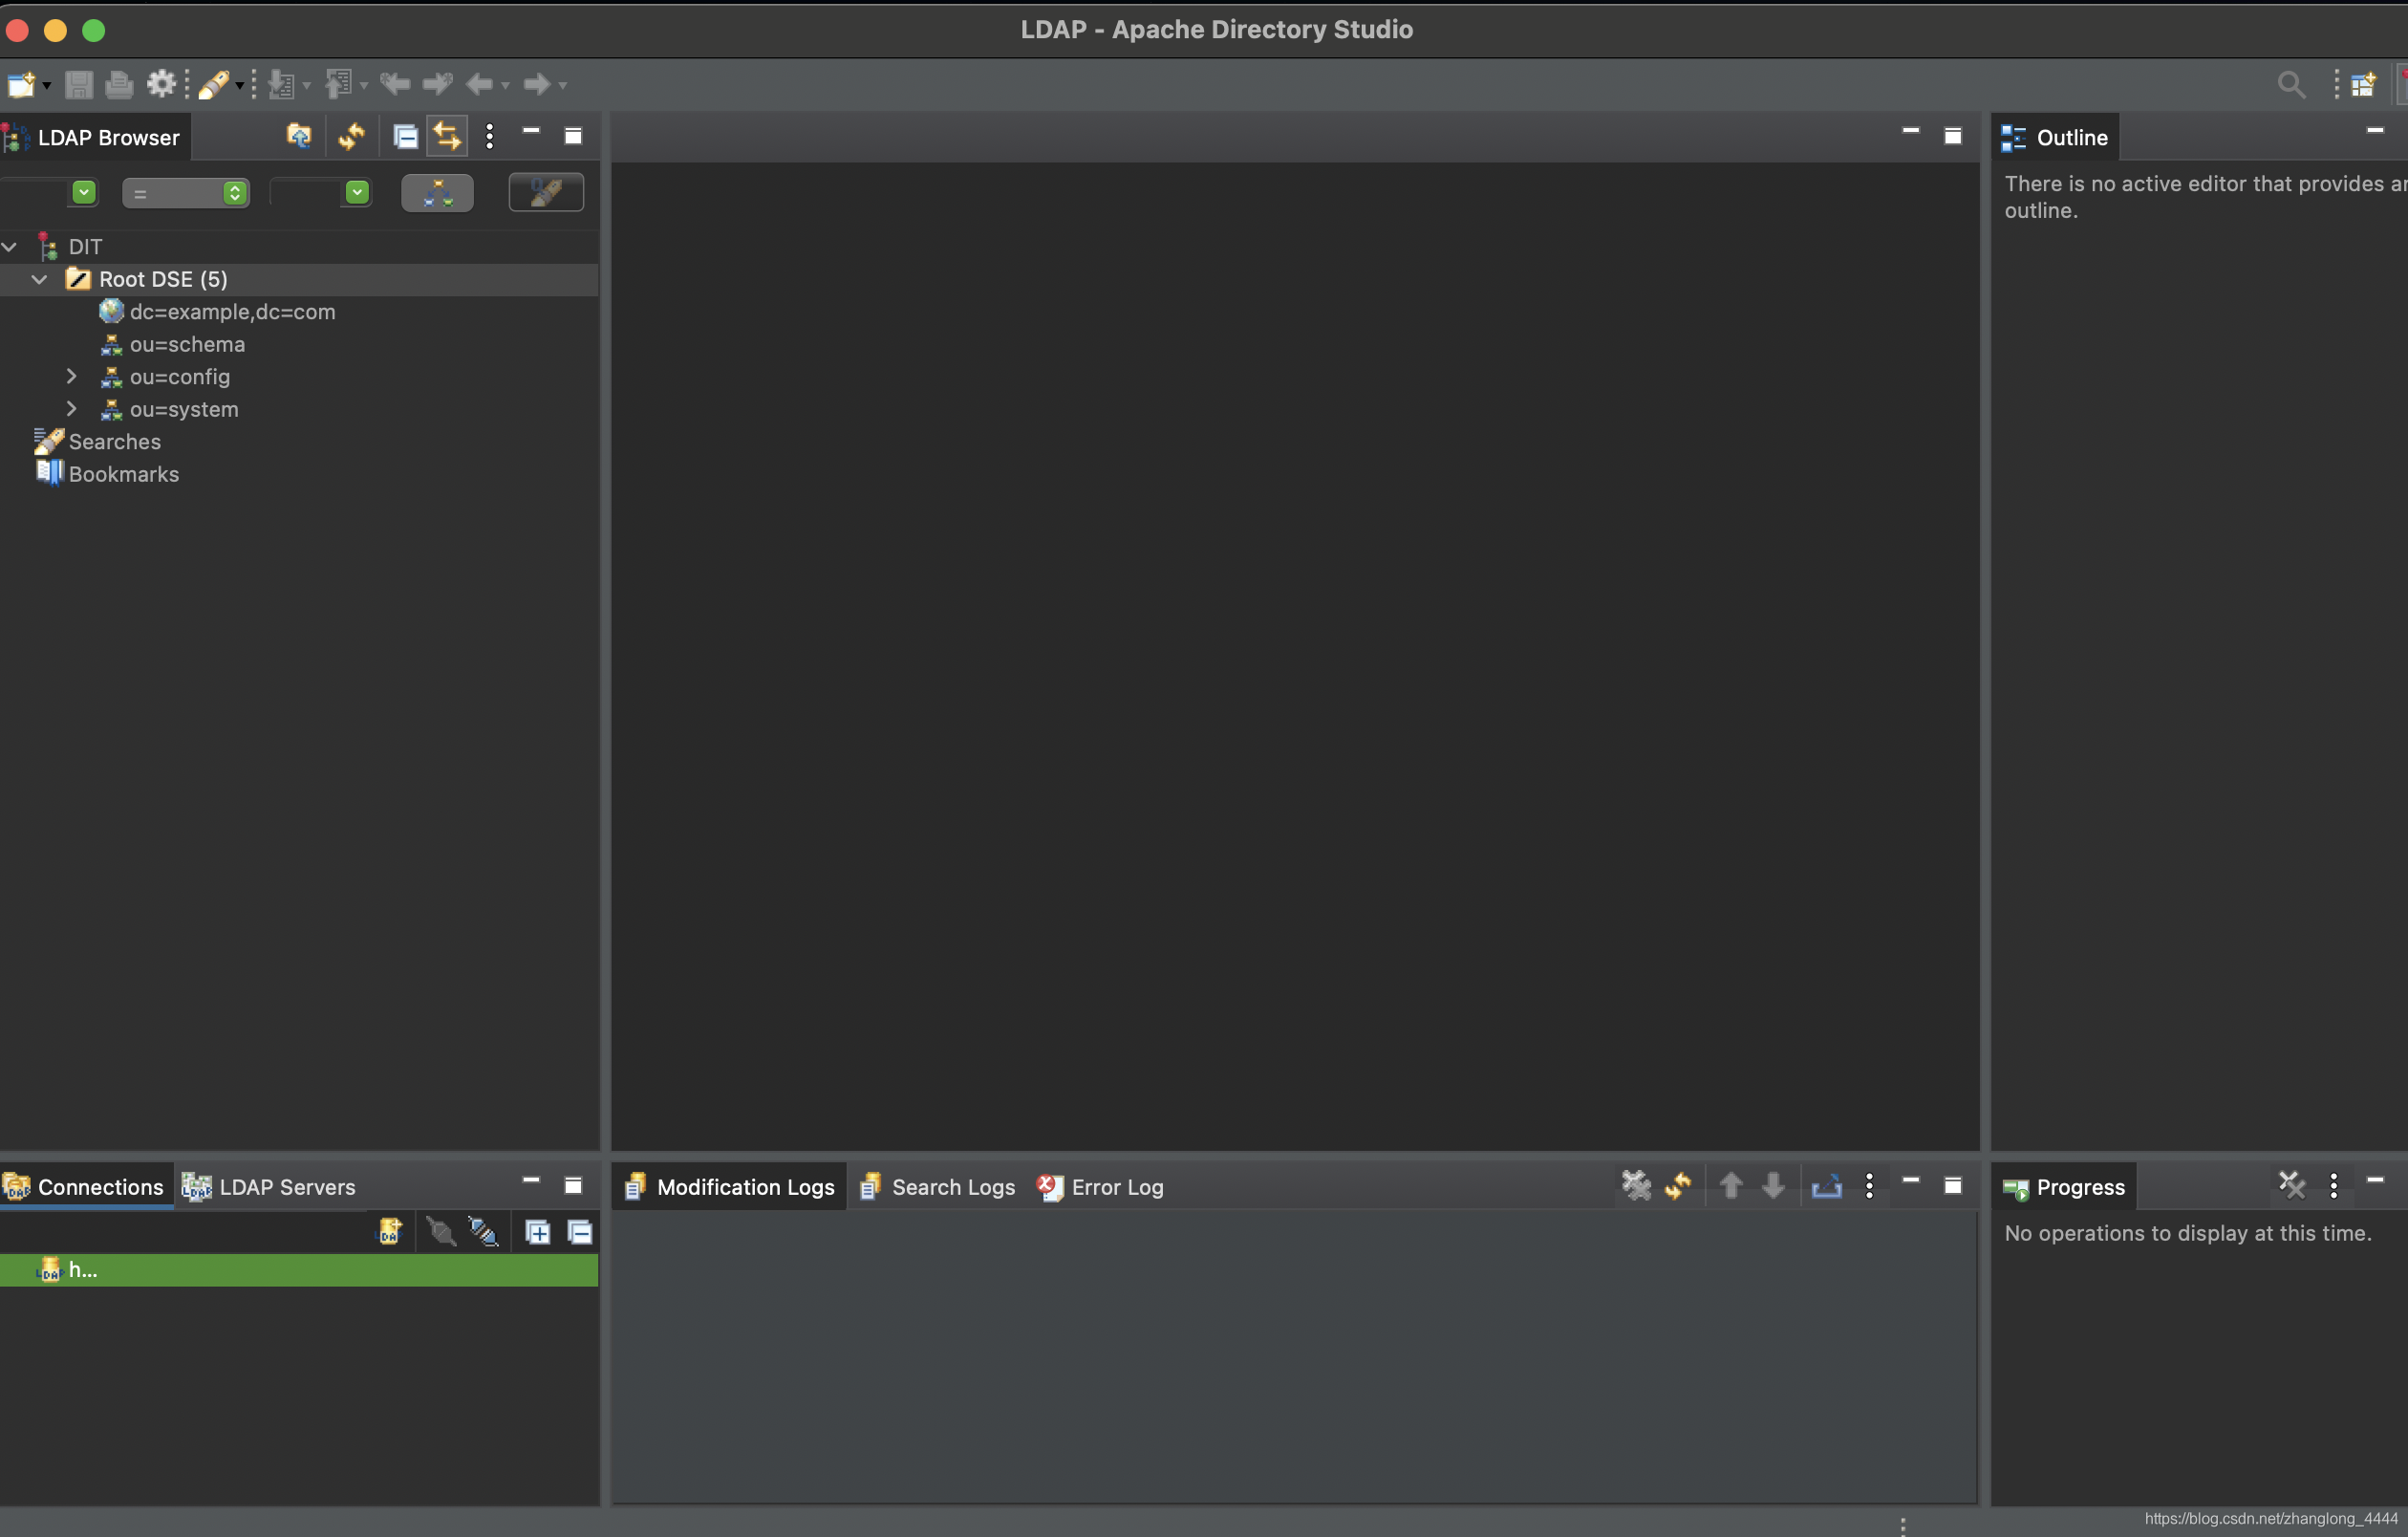 LDAP - Apache Directory Studio
LDAP Browser
Outline
There is no active editor that provides
outline.
=
DIT
Root DSE (5)
dc=example,dc=com
ou=schema
ou=config
ou=system
Searches
Bookmarks
Connections
LDAP Servers
Modification Logs
Search Logs
Error Log
Progress
No operations to display at this time.
LDAP h...
https://blog.csdn.net/zhanglong_4444